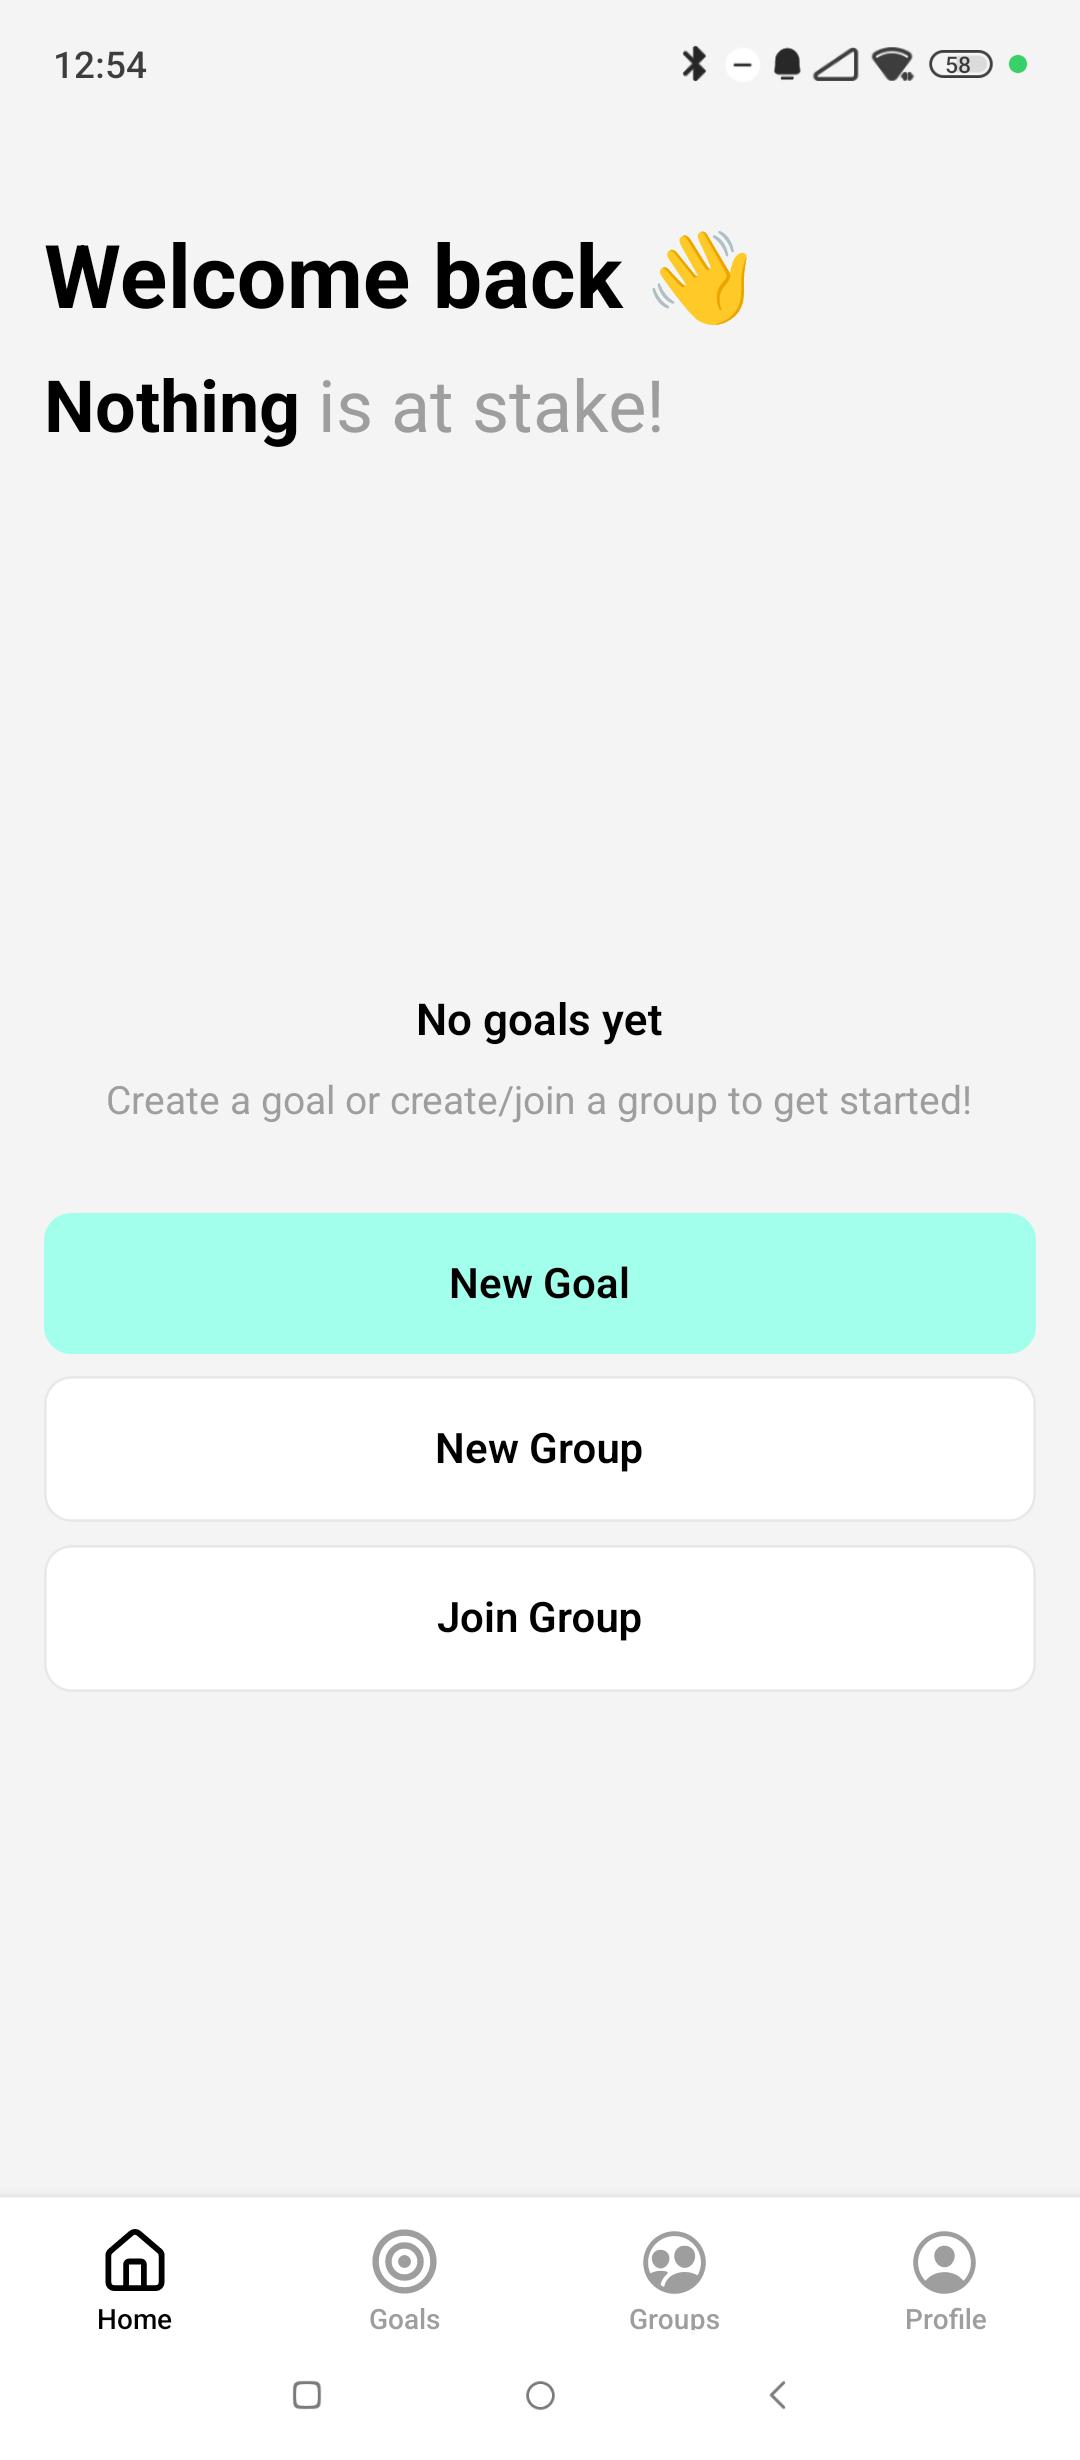 12:54
58
Welcome back 👋
Nothing is at stake!
No goals yet
Create a goal or create/join a group to get started!
New Goal
New Group
Join Group
Home
Goals
Groups
Profile